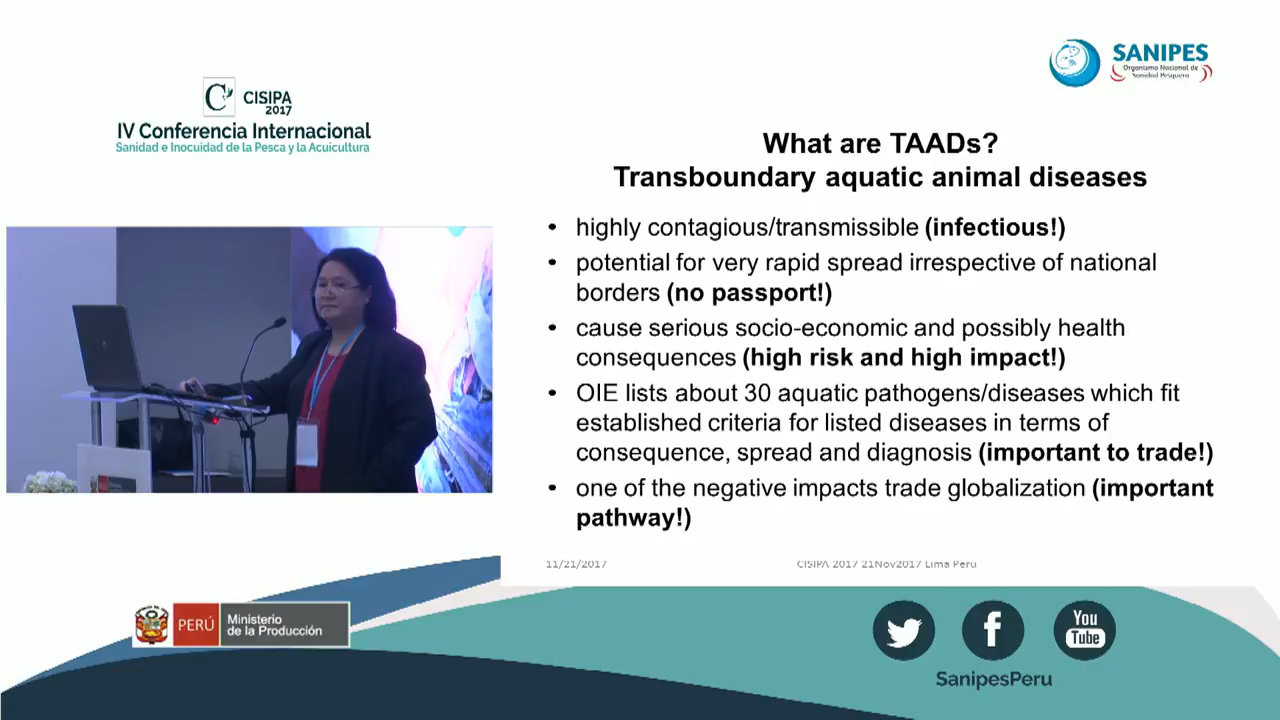 CISIPA
2017
IV Conferencia Internacional
Sanidad e Inocuidad de la Pesca y la Acuicultura
SANIPES
Organismo Nacional de
Sanidad Pesquera
What are TAADs?
Transboundary aquatic animal diseases
• highly contagious/transmissible (infectious!)
• potential for very rapid spread irrespective of national
borders (no passport!)
• cause serious socio-economic and possibly health
consequences (high risk and high impact!)
• OIE lists about 30 aquatic pathogens/diseases which fit
established criteria for listed diseases in terms of
consequence, spread and diagnosis (important to trade!)
• one of the negative impacts trade globalization (important
pathway!)
11/21/2017
CISIPA 2017 21Nov2017 Lima Peru
PERÚ
Ministerio
de la Producción
You
Tube
SanipesPeru